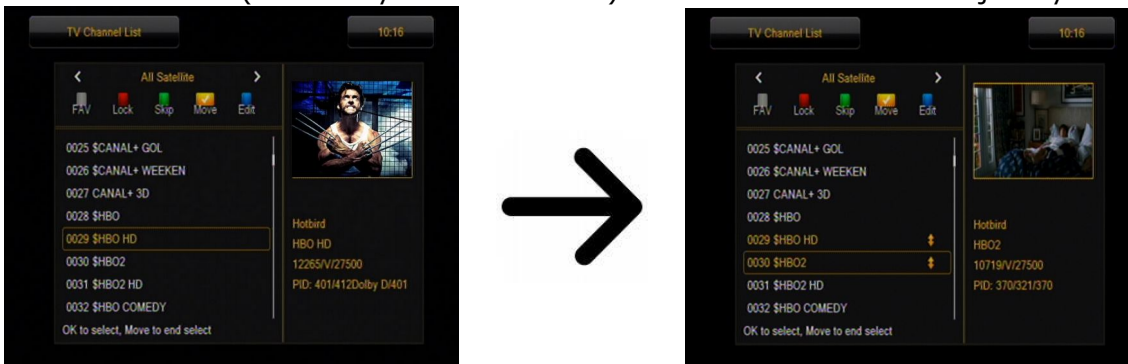 TV Channel List 10:16
All Satellite
FAV Lock Skip Move Edit
0025 $CANAL+ GOL
0026 $CANAL+ WEEKEN
0027 CANAL+ 3D
0028 $HBO
0029 $HBO HD
0030 $HBO2
0031 $HBO2 HD
0032 $HBO COMEDY
OK to select, Move to end select
Hotbird
HBO HD
12265/V/27500
PID: 401/412Dolby D/401
TV Channel List 10:16
All Satellite
FAV Lock Skip Move Edit
0025 $CANAL+ GOL
0026 $CANAL+ WEEKEN
0027 CANAL+ 3D
0028 $HBO
0029 $HBO HD
0030 $HBO2
0031 $HBO2 HD
0032 $HBO COMEDY
OK to select, Move to end select
Hotbird
HBO2
10719/V/27500
PID: 370/321/370